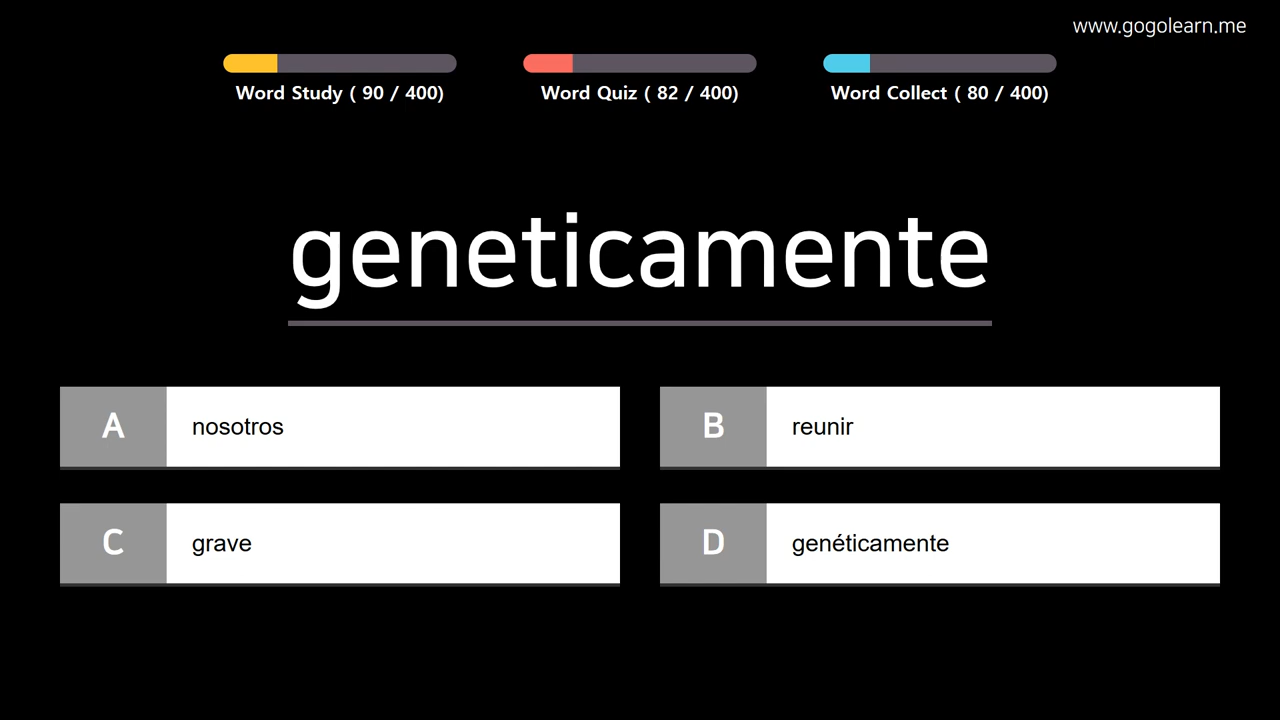 www.gogolearn.me
Word Study ( 90 / 400)
Word Quiz ( 82 / 400)
Word Collect ( 80 / 400)
geneticamente
A nosotros
B reunir
C grave
D genéticamente